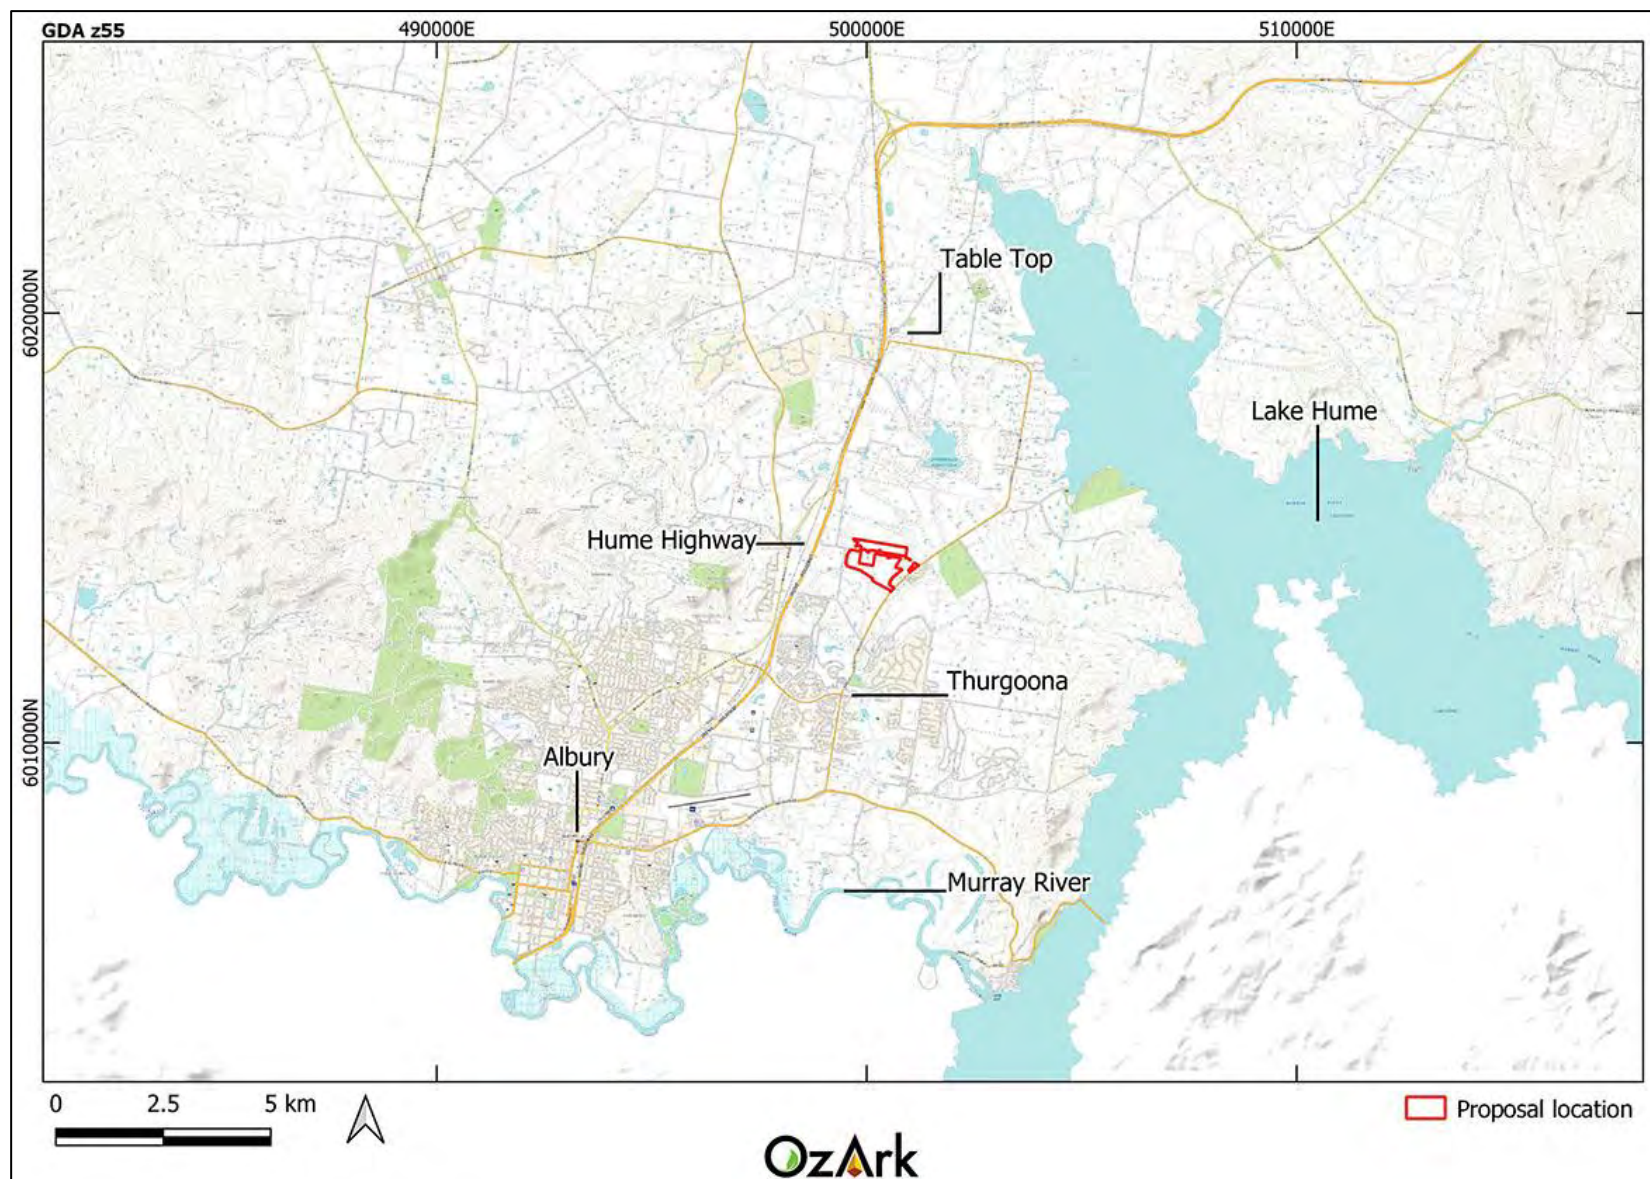 GDA z55
490000E
500000E
510000E
6020000N
6010000N
Table Top
Lake Hume
Hume Highway
Thurgoona
Albury
Murray River
0 2.5 5 km
Proposal location
OzArk